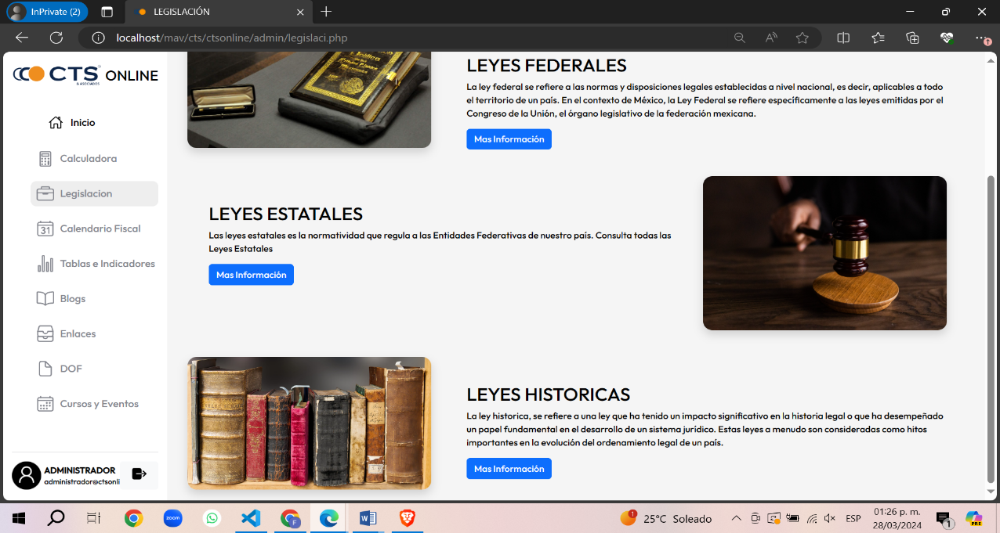 InPrivate (2)
LEGISLACIÓN
localhost/mav/cts/ctsonline/admin/legislaci.php
CTS ONLINE
& ASOCIADOS
Inicio
Calculadora
Legislacion
31 Calendario Fiscal
Tablas e Indicadores
Blogs
Enlaces
DOF
Cursos y Eventos
ADMINISTRADOR
administrador@ctsonli
LEYES FEDERALES
La ley federal se refiere a las normas y disposiciones legales establecidas a nivel nacional, es decir, aplicables a todo
el territorio de un país. En el contexto de México, la Ley Federal se refiere específicamente a las leyes emitidas por el
Congreso de la Unión, el órgano legislativo de la federación mexicana.
Mas Información
LEYES ESTATALES
Las leyes estatales es la normatividad que regula a las Entidades Federativas de nuestro país. Consulta todas las
Leyes Estatales
Mas Información
LEYES HISTORICAS
La ley historica, se refiere a una ley que ha tenido un impacto significativo en la historia legal o que ha desempeñado
un papel fundamental en el desarrollo de un sistema jurídico. Estas leyes a menudo son consideradas como hitos
importantes en la evolución del ordenamiento legal de un país.
Mas Información
zoom
F
W
1
25°C Soleado
ESP
01:26 p. m.
28/03/2024
1
PRE